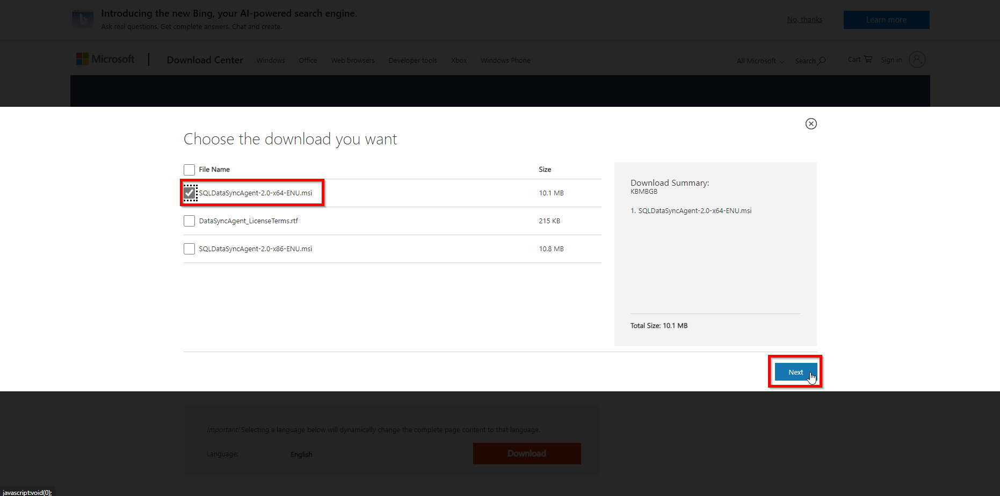 Introducing the new Bing, your AI-powered search engine.
Ask real questions. Get complete answers. Chat and create.
No, thanks
Learn more
Microsoft
Download Center
Windows
Office
Web browsers
Developer tools
Xbox
Windows Phone
All Microsoft
Search
Cart
Sign in
Choose the download you want
File Name
Size
SQLDataSyncAgent-2.0-x64-ENU.msi
10.1 MB
DataSyncAgent_LicenseTerms.rtf
215 KB
SQLDataSyncAgent-2.0-x86-ENU.msi
10.8 MB
Download Summary:
KBMBGB
1. SQLDataSyncAgent-2.0-x64-ENU.msi
Total Size: 10.1 MB
Next
Important! Selecting a language below will dynamically change the complete page content to that language.
Language:
English
Download
javascript:void(0);